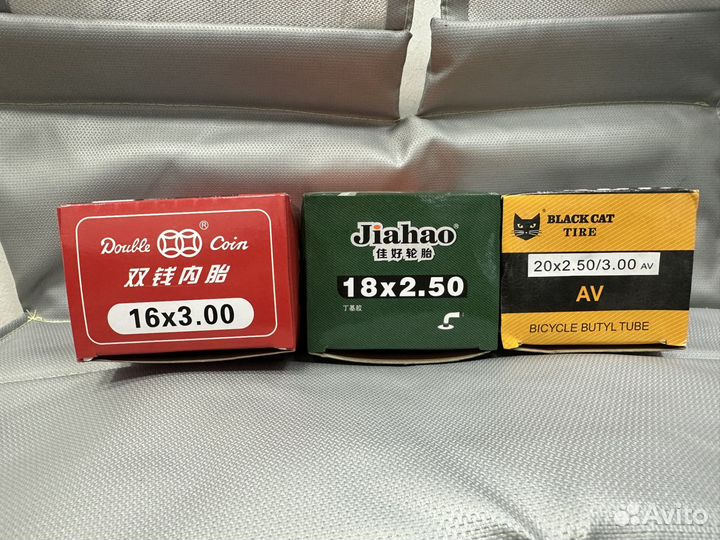 Double Coin ®
双钱内胎
16x3.00
Jiahao®
佳好轮胎
18x2.50
丁基胶
BLACK CAT
TIRE
20x2.50/3.00 AV
AV
BICYCLE BUTYL TUBE
Avito